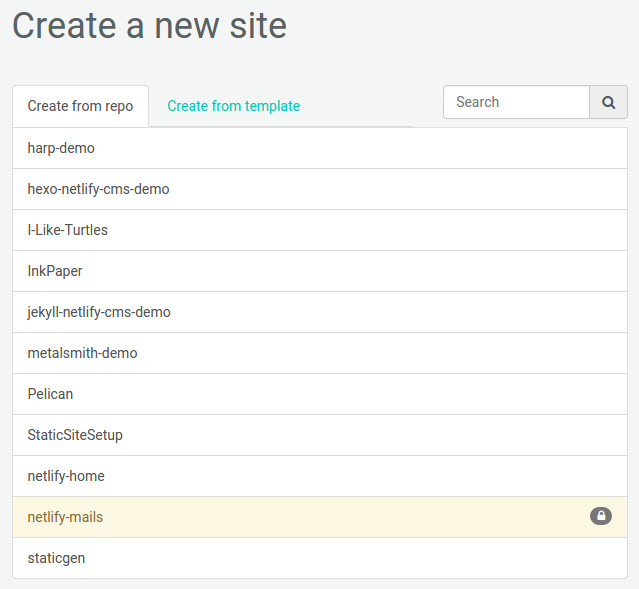 Create a new site
Create from repo
Create from template
Search
harp-demo
hexo-netlify-cms-demo
I-Like-Turtles
InkPaper
jekyll-netlify-cms-demo
metalsmith-demo
Pelican
StaticSiteSetup
netlify-home
netlify-mails
staticgen